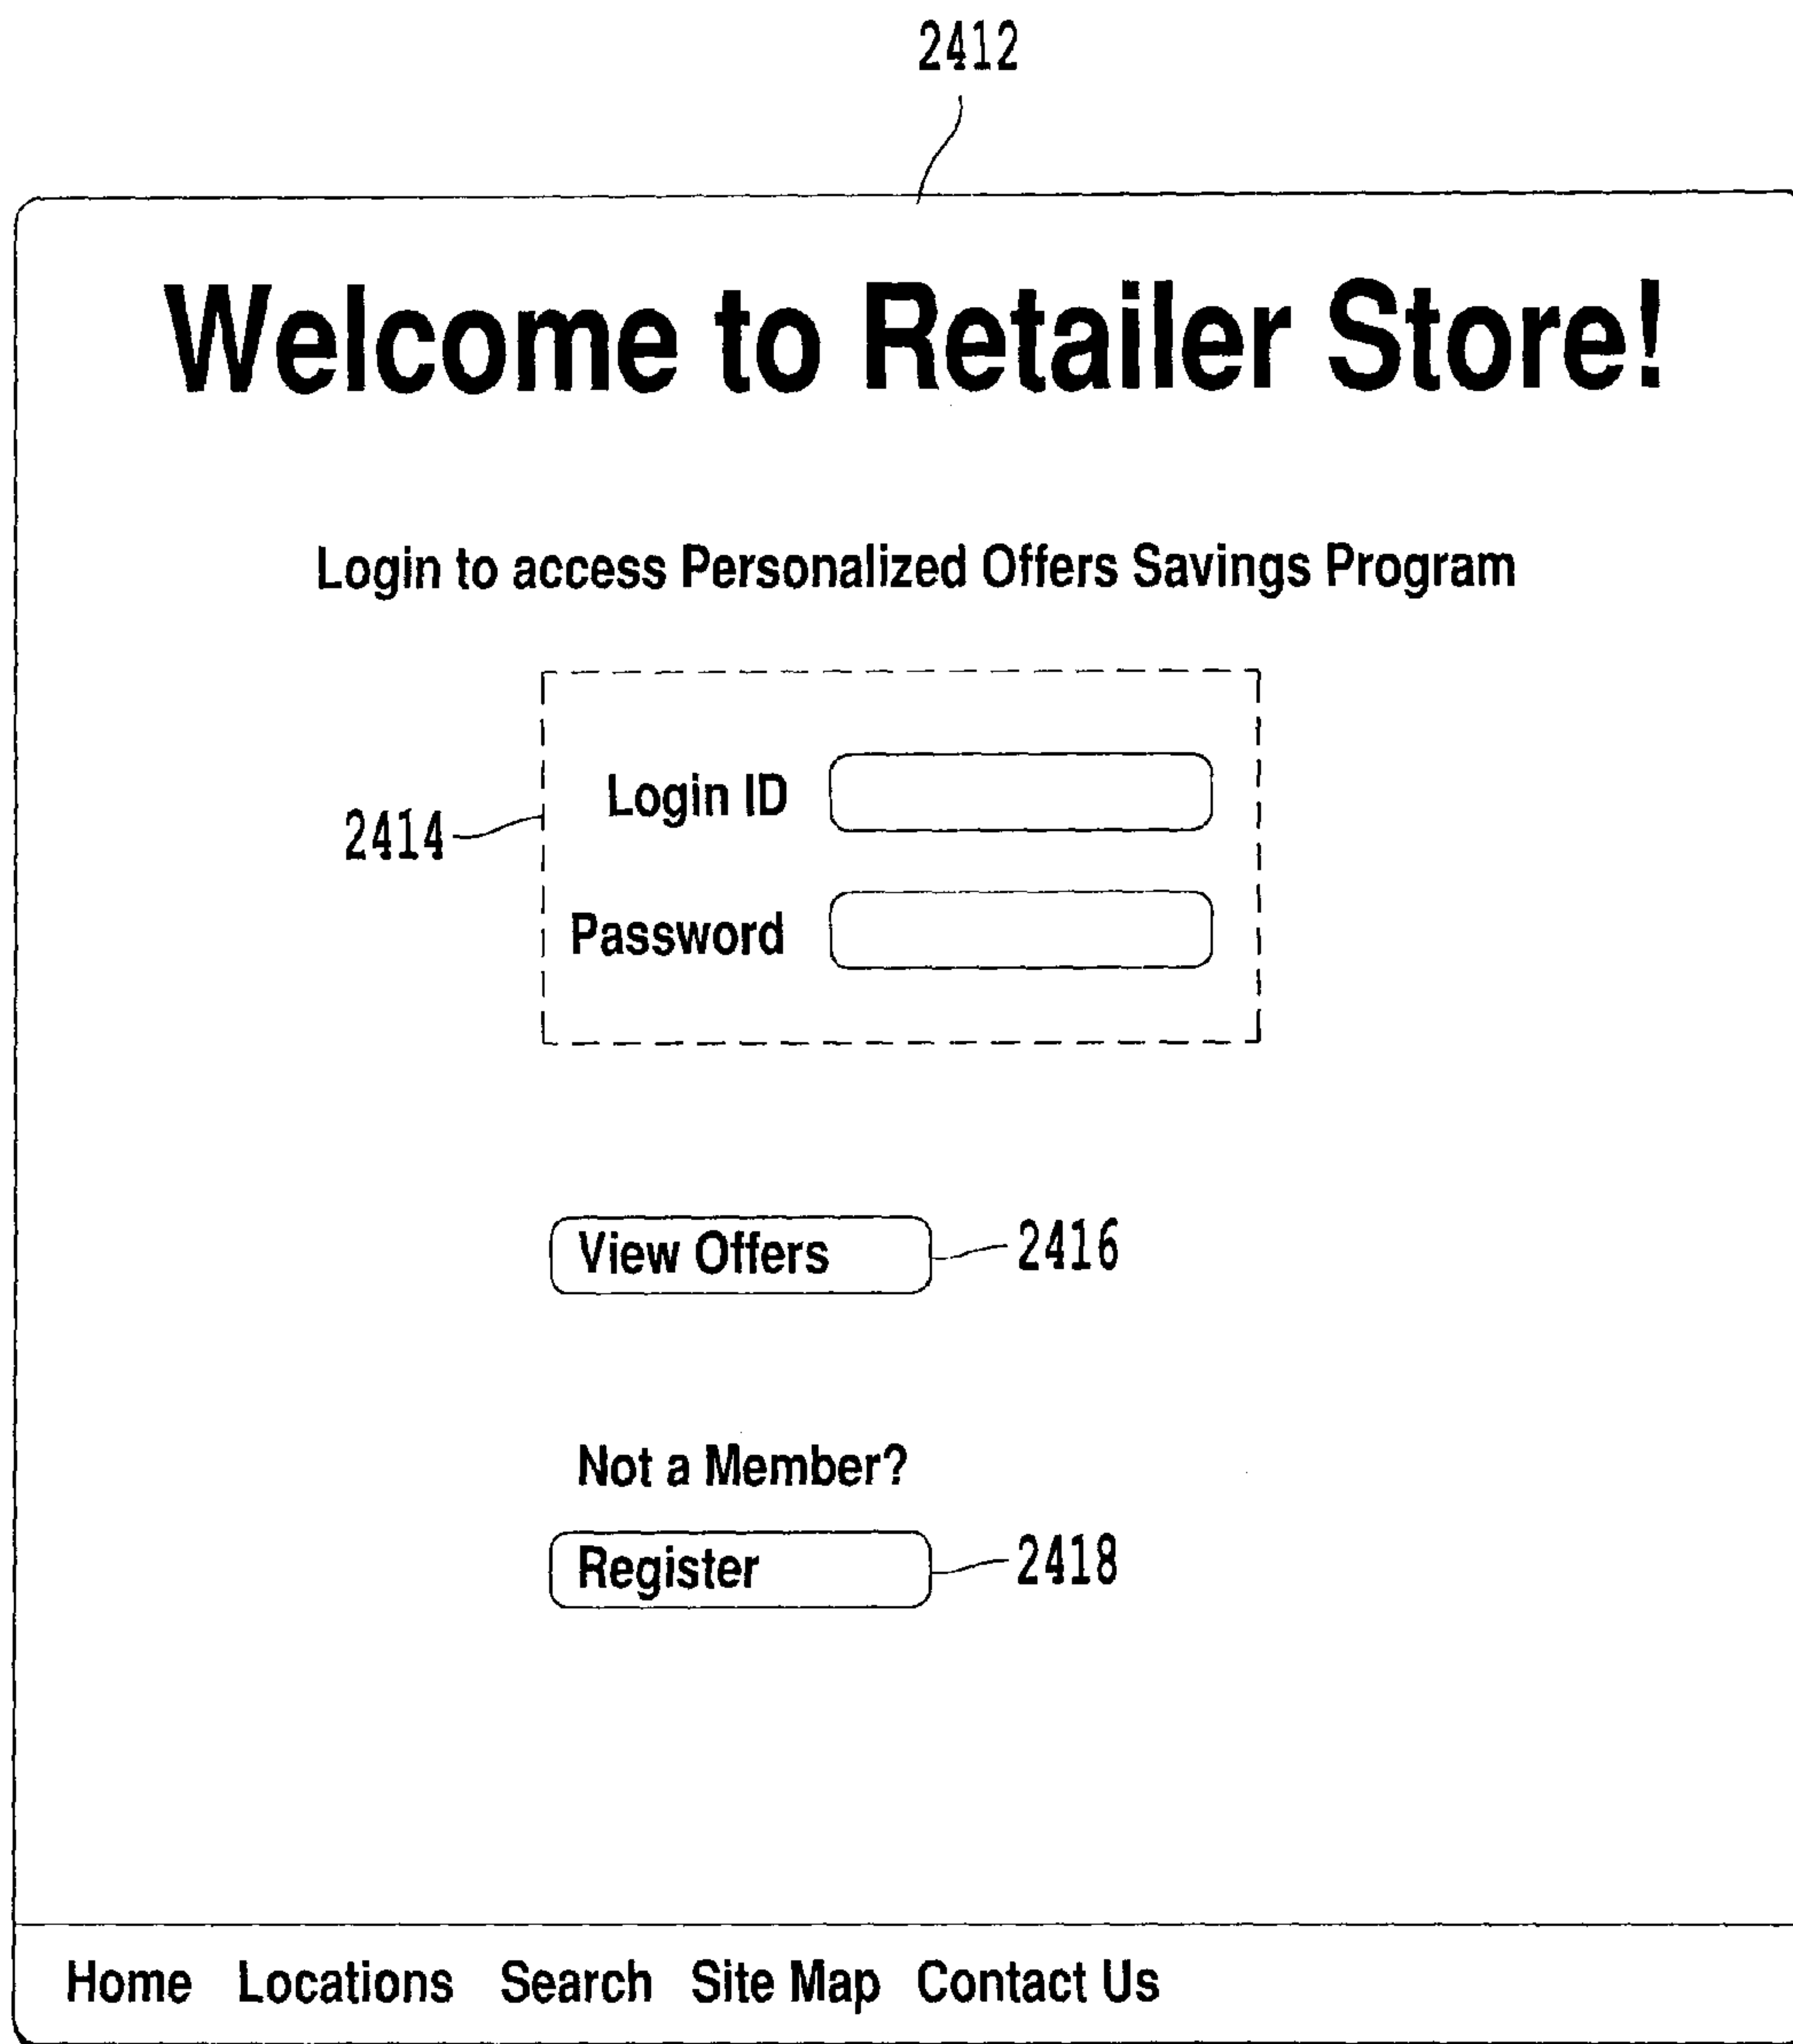 2412
Welcome to Retailer Store!
Login to access Personalized Offers Savings Program
Login ID
2414
Password
View Offers 2416
Not a Member?
Register 2418
Home Locations Search Site Map Contact Us